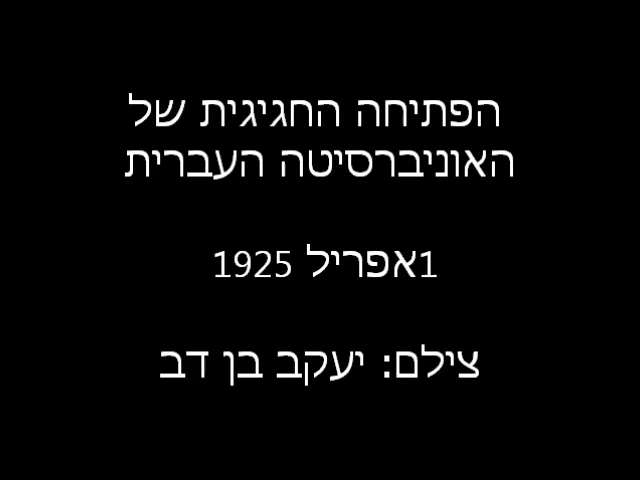 הפתיחה החגיגית של
האוניברסיטה העברית
1אפריל 1925
צילם: יעקב בן דב